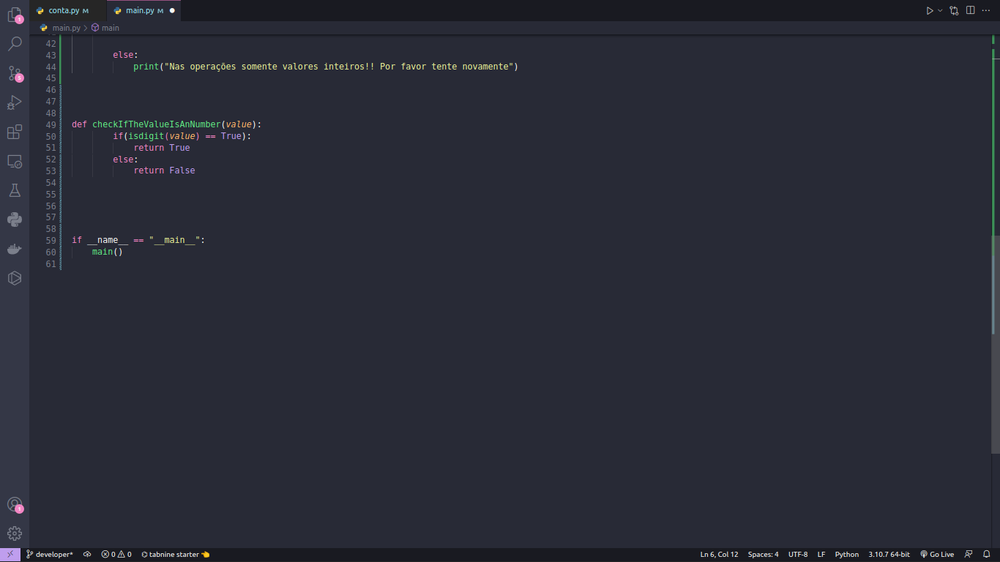 conta.py M main.py M
main.py > main
42
43 else:
44 print("Nas operações somente valores inteiros!! Por favor tente novamente")
45
46
47
48
49 def checkIfTheValueIsAnNumber(value):
50 if(isdigit(value) == True):
51 return True
52 else:
53 return False
54
55
56
57
58
59 if __name__ == "__main__":
60 main()
61
1
5
1
developer* 0 0 tabnine starter Ln 6, Col 12 Spaces: 4 UTF-8 LF Python 3.10.7 64-bit Go Live